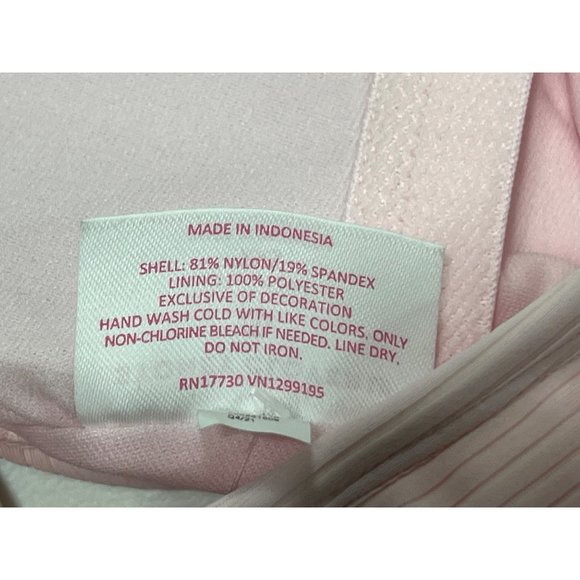 MADE IN INDONESIA
SHELL: 81% NYLON/19% SPANDEX
LINING: 100% POLYESTER
EXCLUSIVE OF DECORATION
HAND WASH COLD WITH LIKE COLORS, ONLY
NON-CHLORINE BLEACH IF NEEDED. LINE DRY.
DO NOT IRON.
RN17730 VN1299195